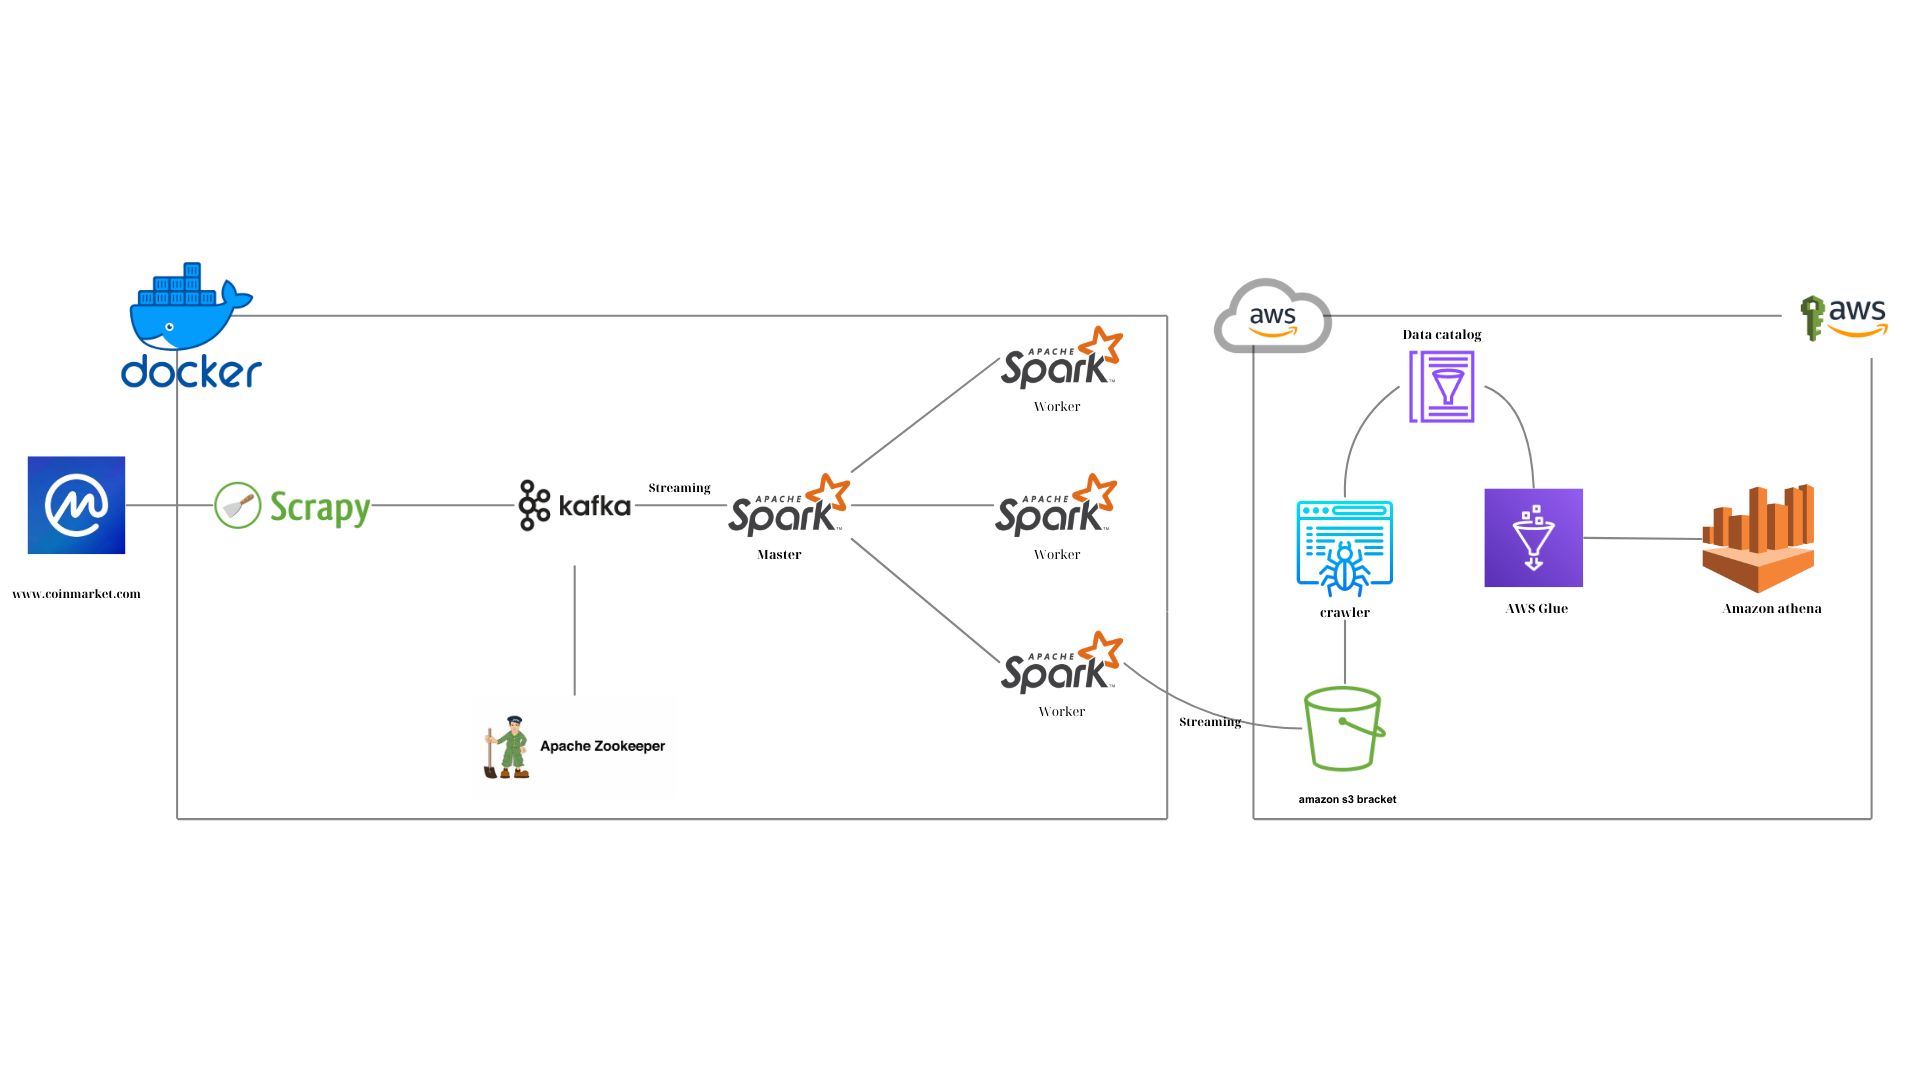 docker
www.coinmarket.com
Scrapy
kafka
Streaming
APACHE
Spark
Master
APACHE
Spark
Worker
APACHE
Spark
Worker
APACHE
Spark
Worker
Apache Zookeeper
Streaming
aws
aws
Data catalog
crawler
AWS Glue
Amazon athena
amazon s3 bracket